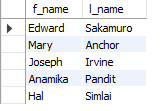 f_name l_name
Edward Sakamuro
Mary Anchor
Joseph Irvine
Anamika Pandit
Hal Simlai